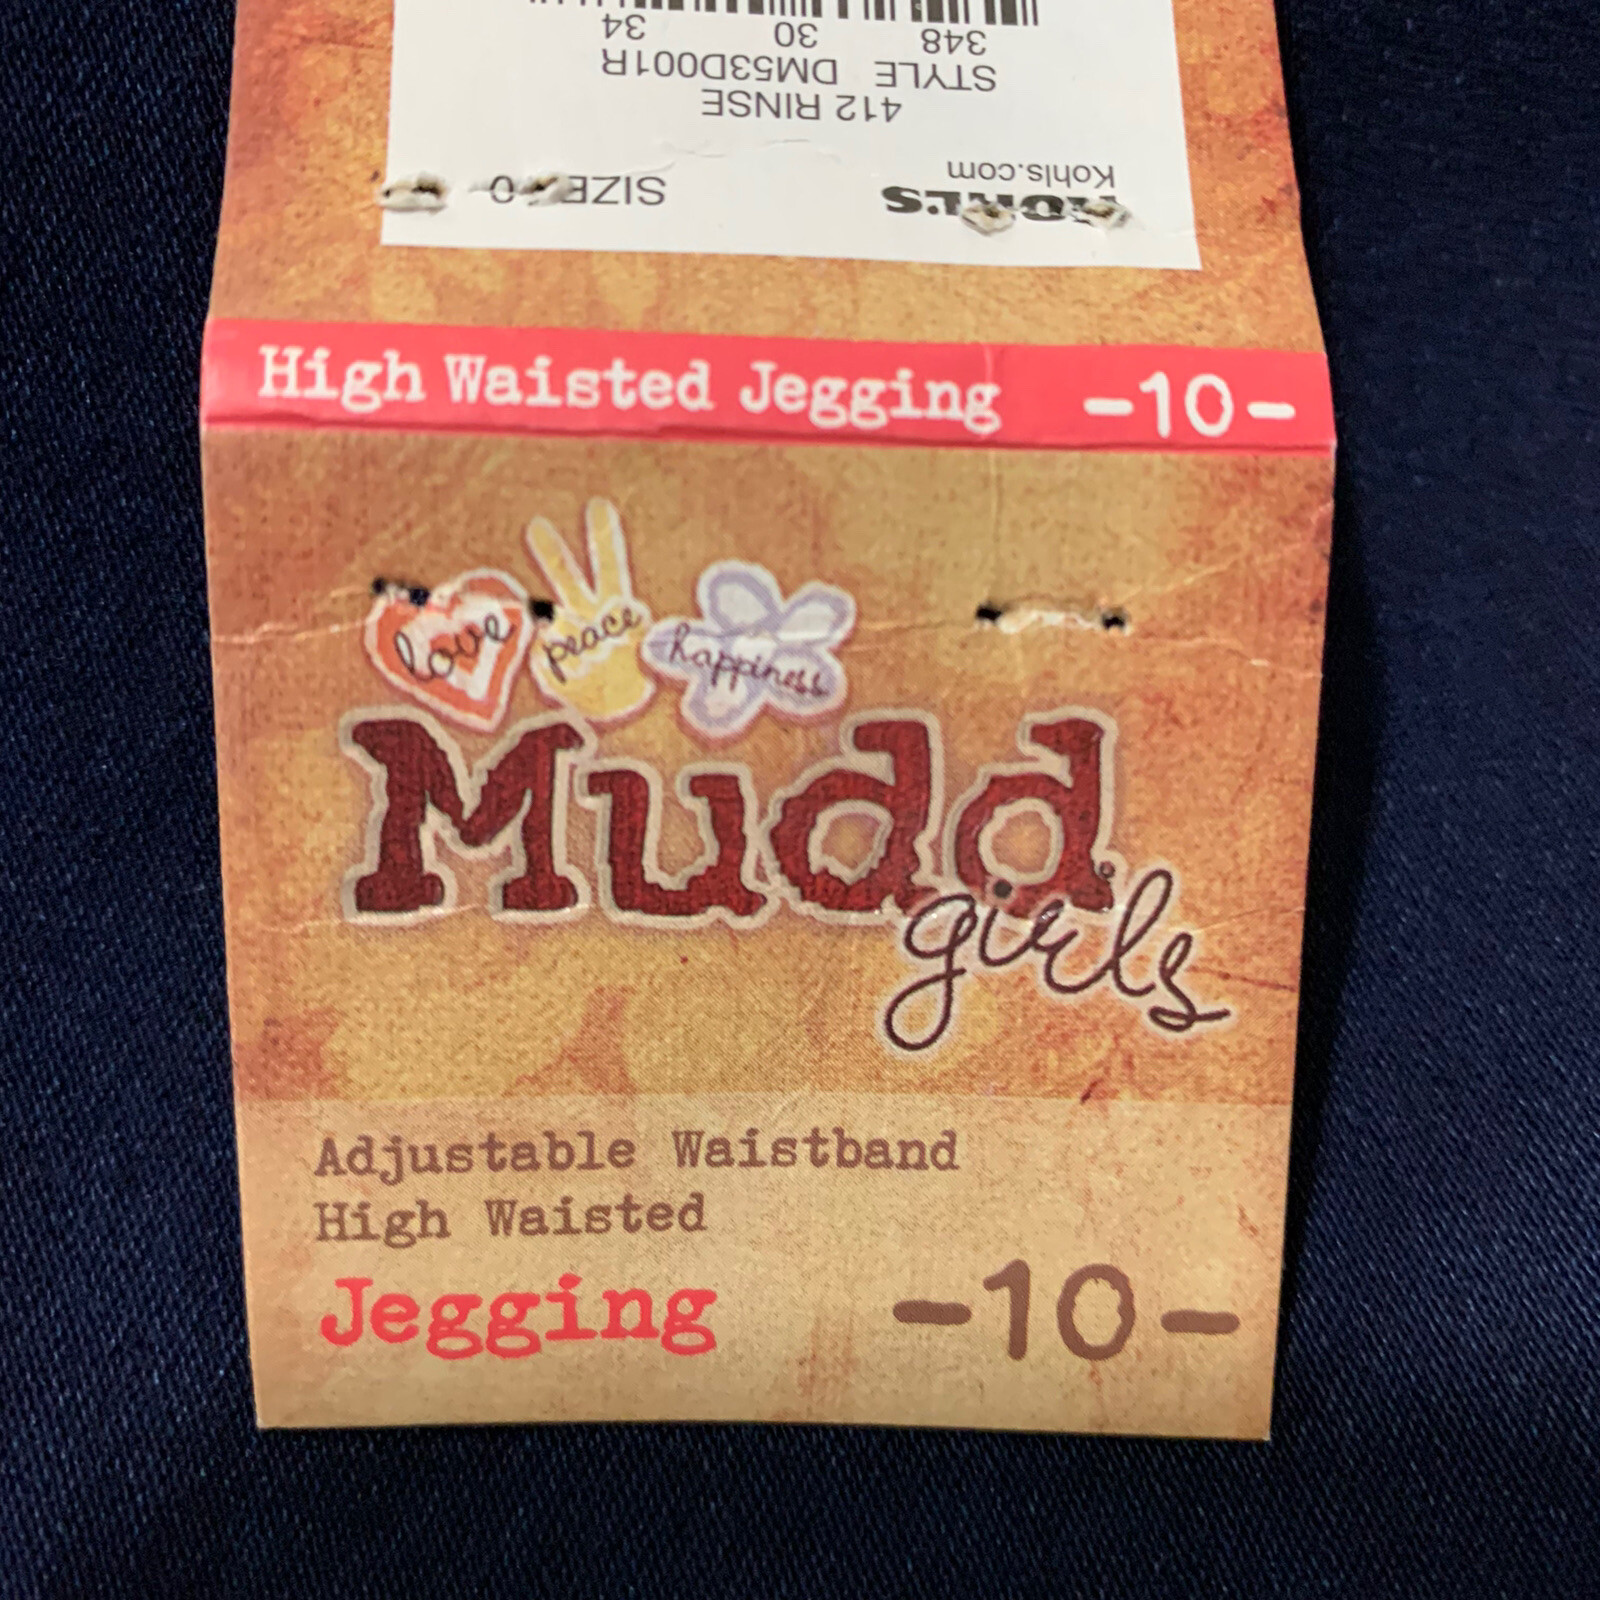 348 30 34
STYLE DM53D001R
412 RINSE
Kohls.com
KOHL'S SIZE
High Waisted Jegging -10-
love peace happiness
Mudd
girls
Adjustable Waistband
High Waisted
Jegging -10-